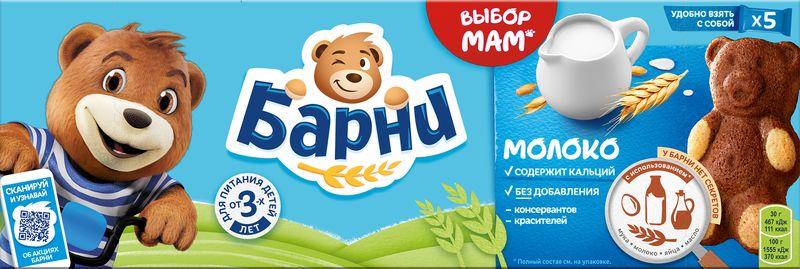 ВЫБОР
МАМ
УДОБНО ВЗЯТЬ
С СОБОЙ
x5
Барни
ДЛЯ ПИТАНИЯ ДЕТЕЙ
ОТ 3-х
ЛЕТ
СКАНИРУЙ
И УЗНАВАЙ
ОБ АКЦИЯХ
БАРНИ
МОЛОКО
✓ СОДЕРЖИТ КАЛЬЦИЙ
✓ БЕЗ ДОБАВЛЕНИЯ
– консервантов
– красителей
У БАРНИ НЕТ СЕКРЕТОВ
С ИСПОЛЬЗОВАНИЕМ*
мука • молоко • яйца • масло
*Полный состав см. на упаковке.
30 г
467 кДж
111 ккал
100 г
1555 кДж
370 ккал